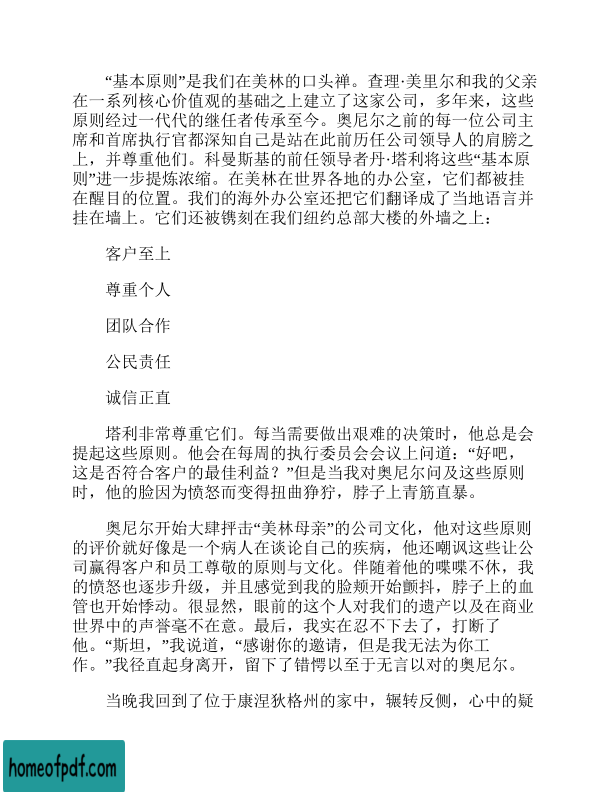 “基本原则”是我们在美林的口头禅。查理·美里尔和我的父亲
在一系列核心价值观的基础之上建立了这家公司，多年来，这些
原则经过一代代的继任者传承至今。奥尼尔之前的每一位公司主
席和首席执行官都深知自己是站在此前历任公司领导人的肩膀之
上，并尊重他们。科曼斯基的前任领导者丹·塔利将这些“基本原
则”进一步提炼浓缩。在美林在世界各地的办公室，它们都被挂
在醒目的位置。我们的海外办公室还把它们翻译成了当地语言并
挂在墙上。它们还被镌刻在我们纽约总部大楼的外墙之上：
客户至上
尊重个人
团队合作
公民责任
诚信正直
塔利非常尊重它们。每当需要做出艰难的决策时，他总是会
提起这些原则。他会在每周的执行委员会会议上问道：“好吧，
这是否符合客户的最佳利益？”但是当我对奥尼尔问及这些原则
时，他的脸因为愤怒而变得扭曲狰狞，脖子上青筋直暴。
奥尼尔开始大肆抨击“美林母亲”的公司文化，他对这些原则
的评价就好像是一个病人在谈论自己的疾病，他还嘲讽这些让公
司赢得客户和员工尊敬的原则与文化。伴随着他的喋喋不休，我
的愤怒也逐步升级，并且感觉到我的脸颊开始颤抖，脖子上的血
管也开始悸动。很显然，眼前的这个人对我们的遗产以及在商业
世界中的声誉毫不在意。最后，我实在忍不下去了，打断了
他。“斯坦，”我说道，“感谢你的邀请，但是我无法为你工
作。”我径直起身离开，留下了错愕以至于无言以对的奥尼尔。
当晚我回到了位于康涅狄格州的家中，辗转反侧，心中的疑
homeofpdf.com